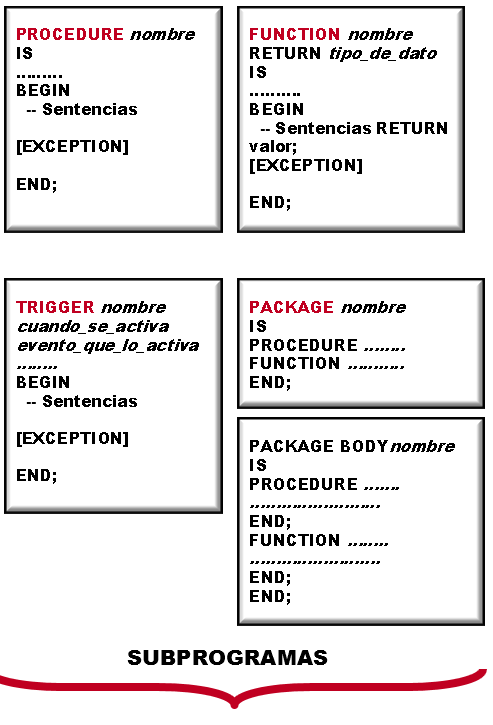 PROCEDURE nombre
IS
.........
BEGIN
-- Sentencias
[EXCEPTION]
END;
FUNCTION nombre
RETURN tipo_de_dato
IS
..........
BEGIN
-- Sentencias RETURN
valor;
[EXCEPTION]
END;
TRIGGER nombre
cuando_se_activa
evento_que_lo_activa
........
BEGIN
-- Sentencias
[EXCEPTION]
END;
PACKAGE nombre
IS
PROCEDURE ........
FUNCTION ...........
END;
PACKAGE BODY nombre
IS
PROCEDURE .......
.........................
END;
FUNCTION ........
.........................
END;
END;
SUBPROGRAMAS